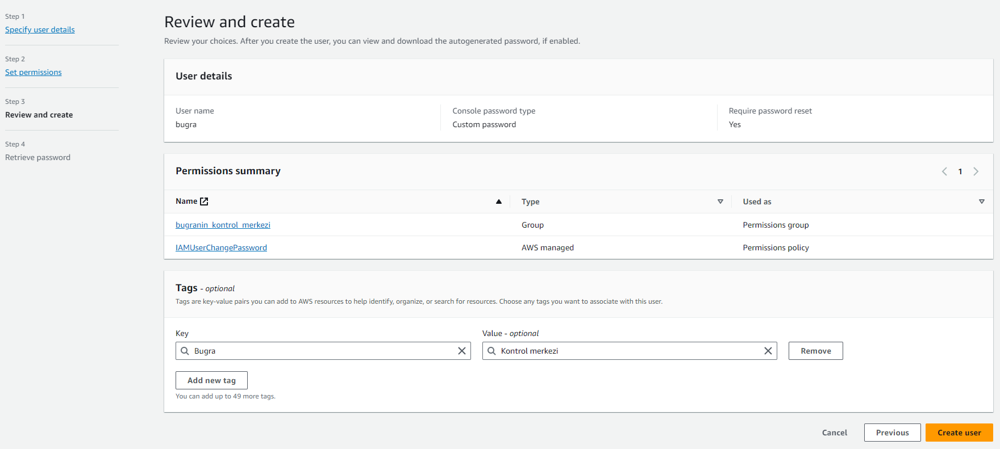 Step 1
Specify user details
Step 2
Set permissions
Step 3
Review and create
Step 4
Retrieve password
Review and create
Review your choices. After you create the user, you can view and download the autogenerated password, if enabled.
User details
User name
bugra
Console password type
Custom password
Require password reset
Yes
Permissions summary
1
Name Type Used as
bugranin_kontrol_merkezi Group Permissions group
IAMUserChangePassword AWS managed Permissions policy
Tags - optional
Tags are key-value pairs you can add to AWS resources to help identify, organize, or search for resources. Choose any tags you want to associate with this user.
Key Value - optional
Bugra Kontrol merkezi Remove
Add new tag
You can add up to 49 more tags.
Cancel Previous Create user